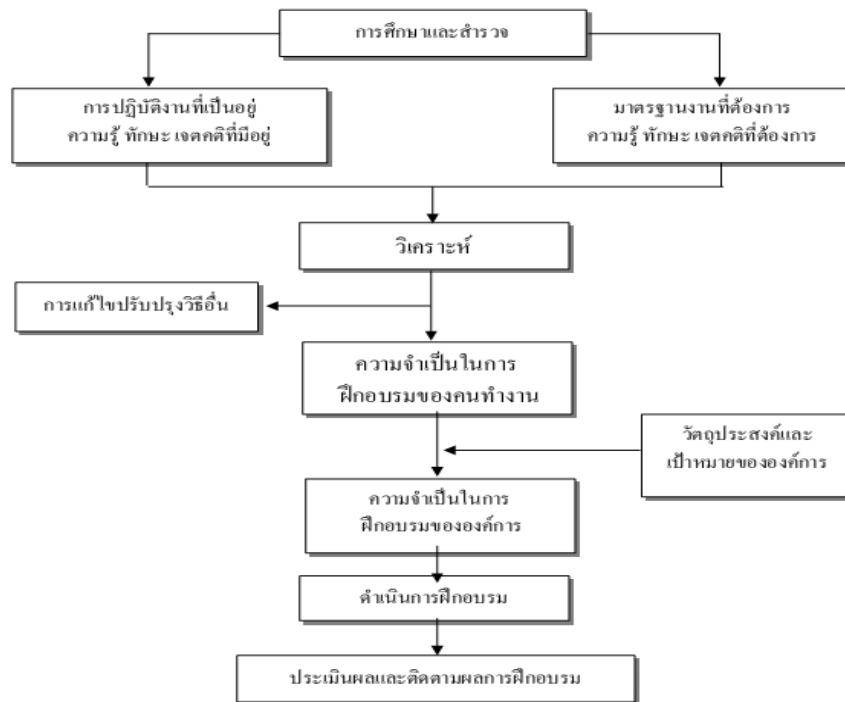 การศึกษาและสำรวจ
การปฏิบัติงานที่เป็นอยู่
ความรู้ ทักษะ เจตคติที่มีอยู่
มาตรฐานงานที่ต้องการ
ความรู้ ทักษะ เจตคติที่ต้องการ
วิเคราะห์
การแก้ไขปรับปรุงวิธีอื่น
ความจำเป็นในการ
ฝึกอบรมของคนทำงาน
วัตถุประสงค์และ
เป้าหมายขององค์การ
ความจำเป็นในการ
ฝึกอบรมขององค์การ
ดำเนินการฝึกอบรม
ประเมินผลและติดตามผลการฝึกอบรม